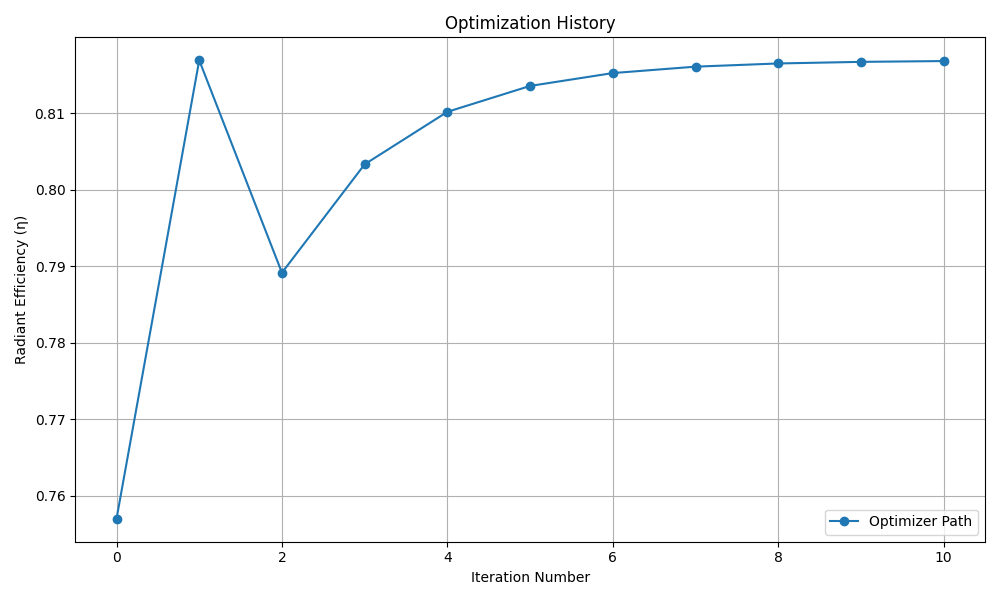 Optimization History
Radiant Efficiency (η)
0.81
0.80
0.79
0.78
0.77
0.76
0 2 4 6 8 10
Iteration Number
Optimizer Path